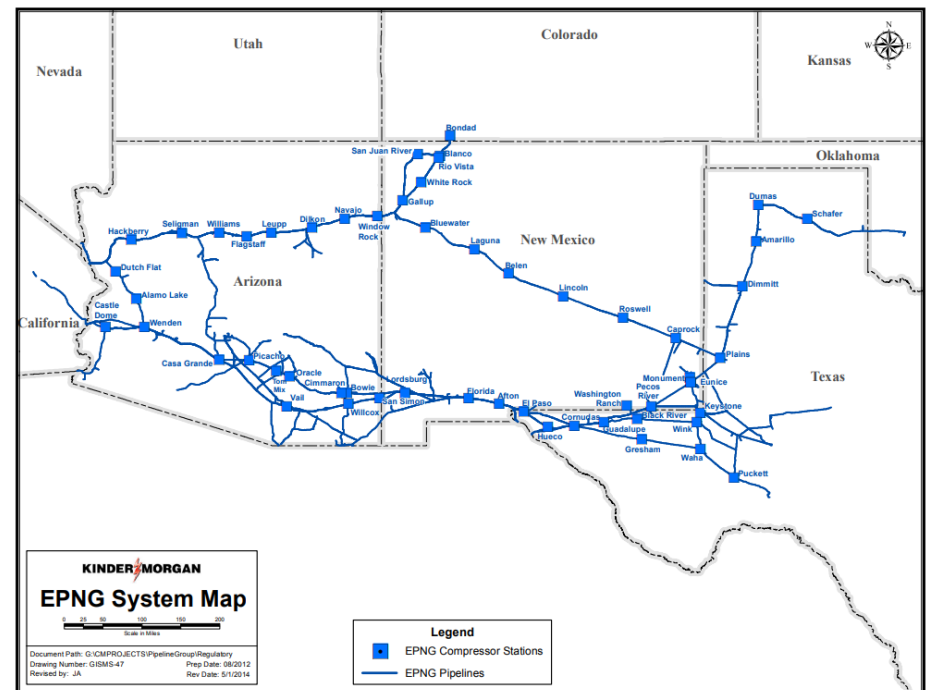 Utah
Colorado
N
W E
S
Nevada
Kansas
Bondad
San Juan River
Blanco
Rio Vista
Oklahoma
White Rock
Dumas
Gallup
Schafer
Navajo
Dilkon
Leupp
Williams
Seligman
Hackberry
Flagstaff
Window
Rock
Bluewater
New Mexico
Amarillo
Laguna
Dutch Flat
Belen
Arizona
Dimmitt
Alamo Lake
Lincoln
Castle
Dome
Roswell
California
Wenden
Caprock
Casa Grande
Picacho
Plains
Tom
Mix
Oracle
Cimmaron
Bowie
Lordsburg
Monument
Eunice
Texas
Vail
Willcox
San Simon
Florida
Afton
El Paso
Washington
Ranch
Pecos
River
Keystone
Cornudas
Black River
Hueco
Guadalupe
Wink
Gresham
Waha
Puckett
KINDER MORGAN
EPNG System Map
0 25 50 100 150 200
Scale in Miles
Document Path: G:\CMPROJECTS\PipelineGroup\Regulatory
Drawing Number: GISMS-47 Prep Date: 08/2012
Revised by: JA Rev Date: 5/1/2014
Legend
EPNG Compressor Stations
EPNG Pipelines